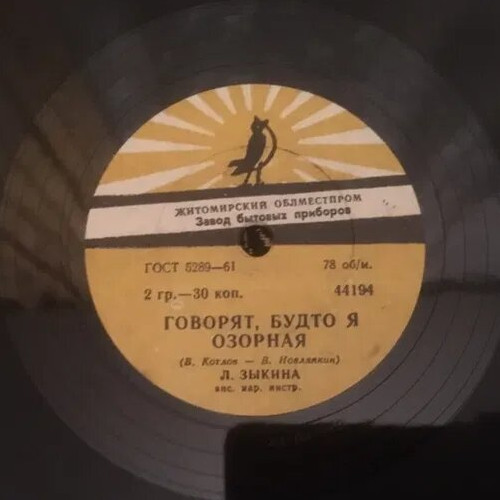 ЖИТОМИРСКИЙ ОБЛМЕСТПРОМ
Завод бытовых приборов
ГОСТ 5289—61 78 об/м.
2 гр.—30 коп. 44194
ГОВОРЯТ, БУДТО Я
ОЗОРНАЯ
(В. Котлов — В.
Л. ЗЫКИНА
анс. нар. инстр.